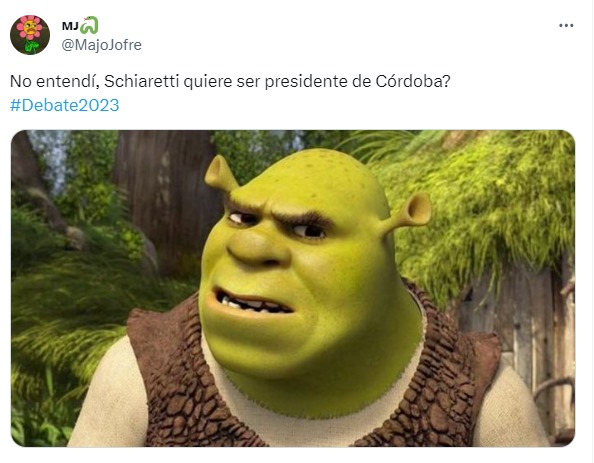 MJ
@MajoJofre
No entendí, Schiaretti quiere ser presidente de Córdoba?
#Debate2023